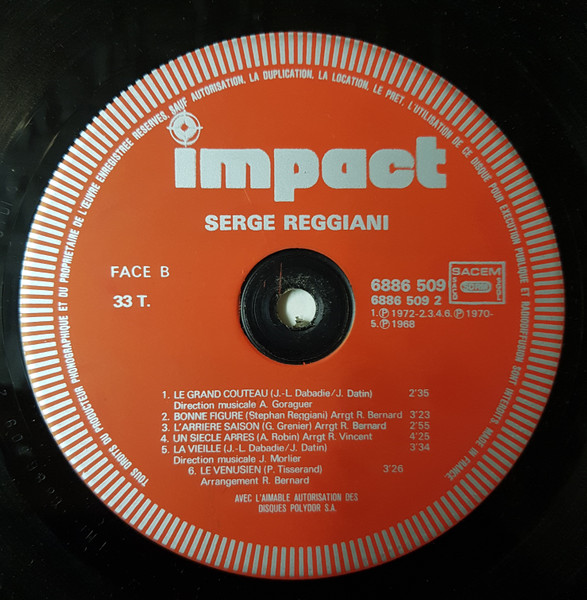 TOUS DROITS DU PRODUCTEUR PHONOGRAPHIQUE ET DU PROPRIETAIRE DE L'ŒUVRE ENREGISTREE RESERVES. SAUF AUTORISATION, LA DUPLICATION, LA LOCATION, LE PRET, L'UTILISATION DE CE DISQUE POUR EXECUTION PUBLIQUE ET RADIODIFFUSION SONT INTERDITS. MADE IN FRANCE.
impact
SERGE REGGIANI
FACE B
33 T.
6886 509
6886 509 2
1.Ⓟ 1972-2.3.4.6.Ⓟ 1970-
5.Ⓟ 1968
SACEM
SDRM
SACD
SGDL
1. LE GRAND COUTEAU (J.-L. Dabadie/J. Datin) 2'35
Direction musicale A. Goraguer
2. BONNE FIGURE (Stephan Reggiani) Arrgt R. Bernard 3'23
3. L'ARRIERE SAISON (G. Grenier) Arrgt R. Bernard 2'55
4. UN SIECLE ARRES (A. Robin) Arrgt R. Vincent 4'25
5. LA VIEILLE (J.-L. Dabadie/J. Datin) 3'34
Direction musicale J. Morlier
6. LE VENUSIEN (P. Tisserand) 3'26
Arrangement R. Bernard
AVEC L'AIMABLE AUTORISATION DES
DISQUES POLYDOR S.A.